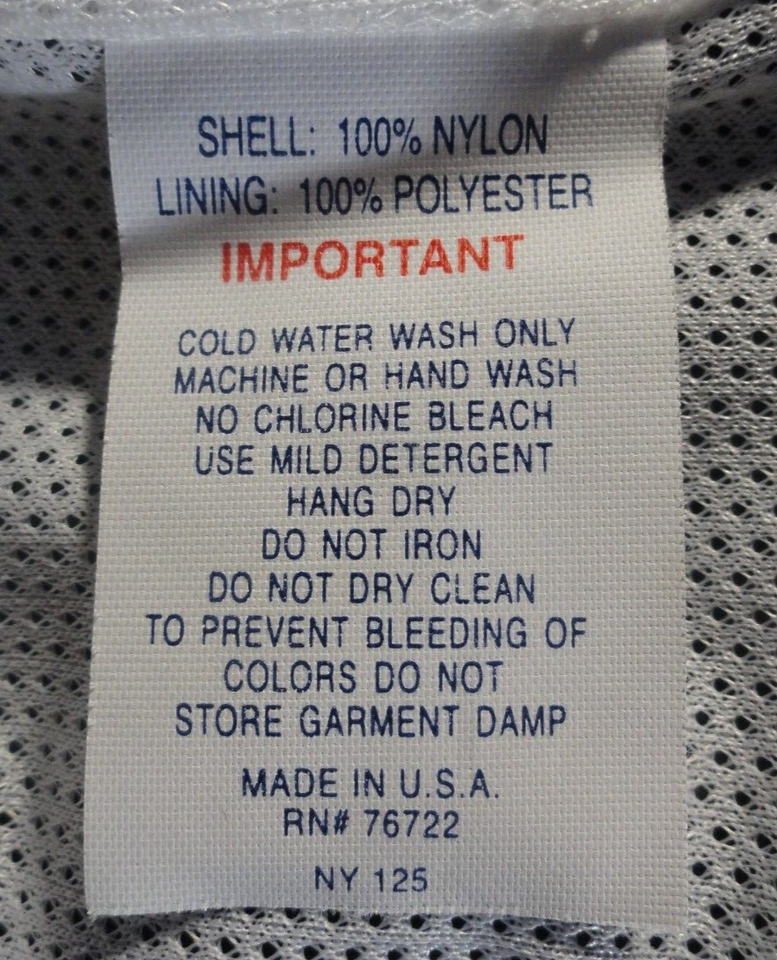 SHELL: 100% NYLON
LINING: 100% POLYESTER
IMPORTANT
COLD WATER WASH ONLY
MACHINE OR HAND WASH
NO CHLORINE BLEACH
USE MILD DETERGENT
HANG DRY
DO NOT IRON
DO NOT DRY CLEAN
TO PREVENT BLEEDING OF
COLORS DO NOT
STORE GARMENT DAMP
MADE IN U.S.A.
RN# 76722
NY 125